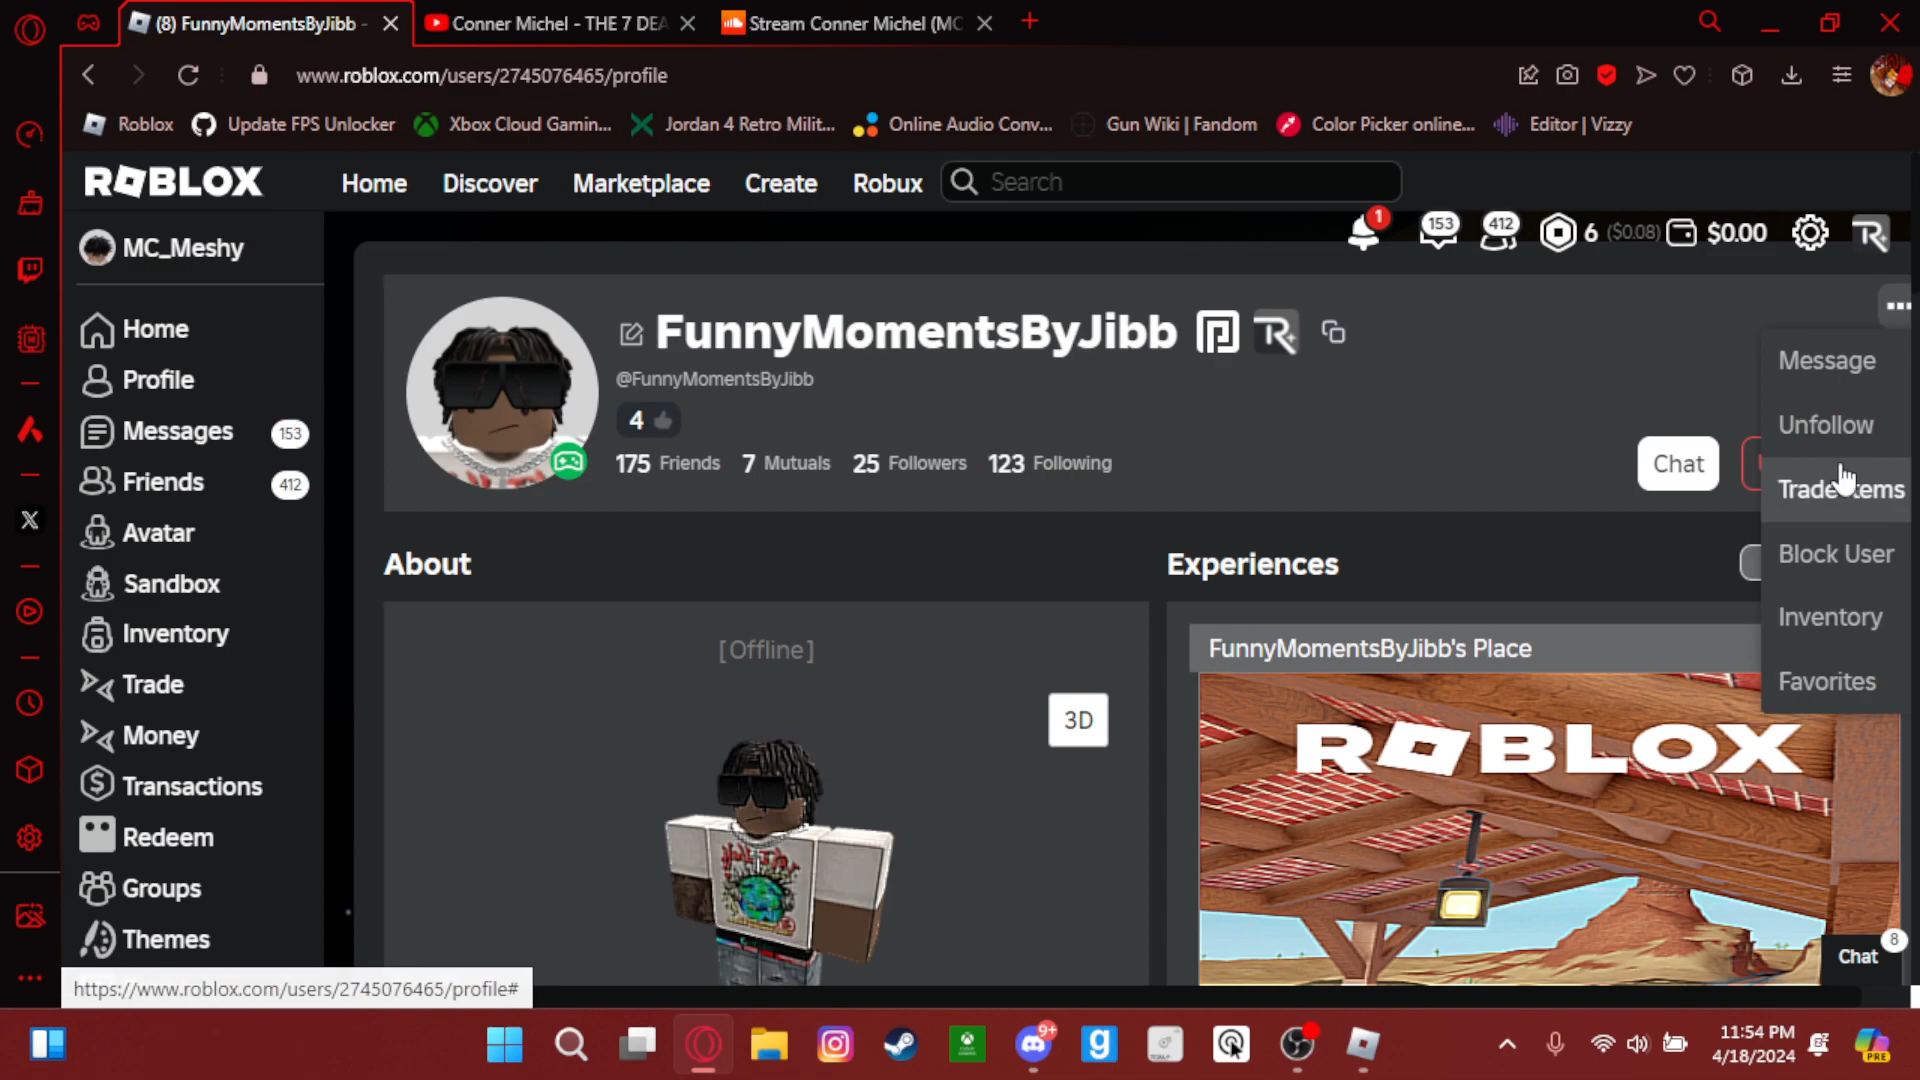 (8) FunnyMomentsByJibb -
Conner Michel - THE 7 DEA
Stream Conner Michel (MC
www.roblox.com/users/2745076465/profile
Roblox
Update FPS Unlocker
Xbox Cloud Gamin...
Jordan 4 Retro Milit...
Online Audio Conv...
Gun Wiki | Fandom
Color Picker online...
Editor | Vizzy
ROBLOX
Home
Discover
Marketplace
Create
Robux
Search
1
153
412
6 ($0.08)
$0.00
MC_Meshy
Home
Profile
Messages 153
Friends 412
Avatar
Sandbox
Inventory
Trade
Money
Transactions
Redeem
Groups
Themes
FunnyMomentsByJibb
@FunnyMomentsByJibb
4
175 Friends
7 Mutuals
25 Followers
123 Following
Chat
Message
Unfollow
Trade Items
Block User
Inventory
Favorites
About
[Offline]
3D
Experiences
FunnyMomentsByJibb's Place
ROBLOX
Chat
8
https://www.roblox.com/users/2745076465/profile#
9+
11:54 PM
4/18/2024
PRE